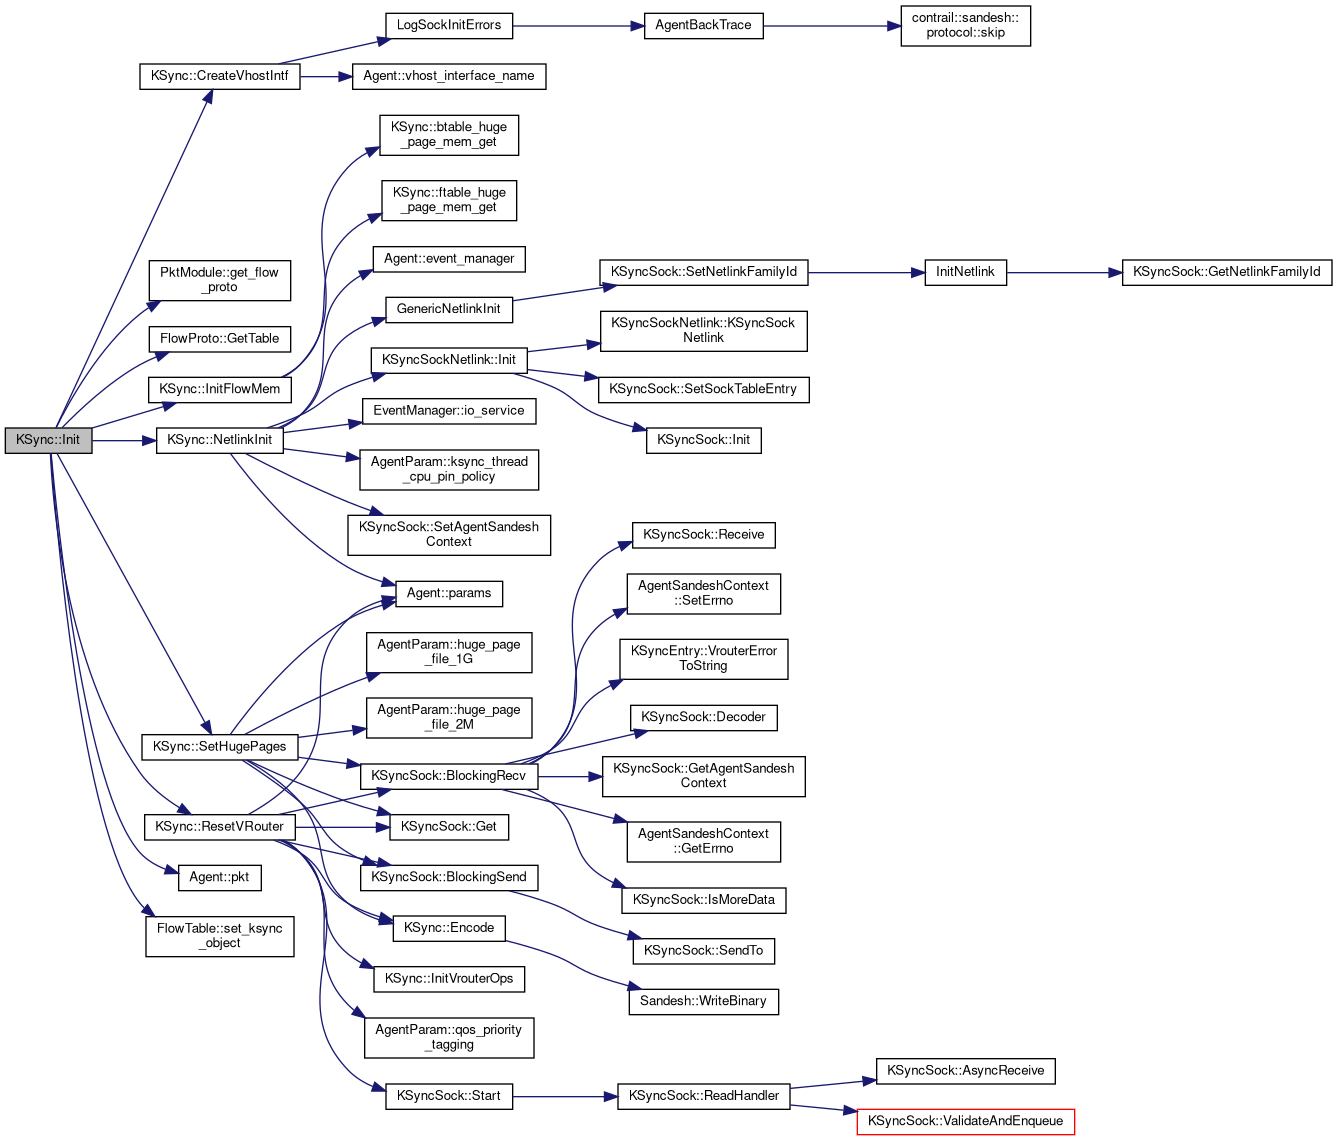 KSync::Init
KSync::CreateVhostIntf
PktModule::get_flow
_proto
FlowProto::GetTable
KSync::InitFlowMem
KSync::NetlinkInit
KSync::SetHugePages
KSync::ResetVRouter
Agent::pkt
FlowTable::set_ksync
_object
LogSockInitErrors
Agent::vhost_interface_name
KSync::btable_huge
_page_mem_get
KSync::ftable_huge
_page_mem_get
Agent::event_manager
GenericNetlinkInit
KSyncSockNetlink::Init
EventManager::io_service
AgentParam::ksync_thread
_cpu_pin_policy
KSyncSock::SetAgentSandesh
Context
Agent::params
AgentParam::huge_page
_file_1G
AgentParam::huge_page
_file_2M
KSyncSock::BlockingRecv
KSyncSock::Get
KSyncSock::BlockingSend
KSync::Encode
KSync::InitVrouterOps
AgentParam::qos_priority
_tagging
KSyncSock::Start
AgentBackTrace
KSyncSock::SetNetlinkFamilyId
KSyncSockNetlink::KSyncSock
Netlink
KSyncSock::SetSockTableEntry
KSyncSock::Init
KSyncSock::Receive
AgentSandeshContext
::SetErrno
KSyncEntry::VrouterError
ToString
KSyncSock::Decoder
KSyncSock::GetAgentSandesh
Context
AgentSandeshContext
::GetErrno
KSyncSock::IsMoreData
KSyncSock::SendTo
Sandesh::WriteBinary
KSyncSock::ReadHandler
contrail::sandesh::
protocol::skip
InitNetlink
KSyncSock::AsyncReceive
KSyncSock::ValidateAndEnqueue
KSyncSock::GetNetlinkFamilyId